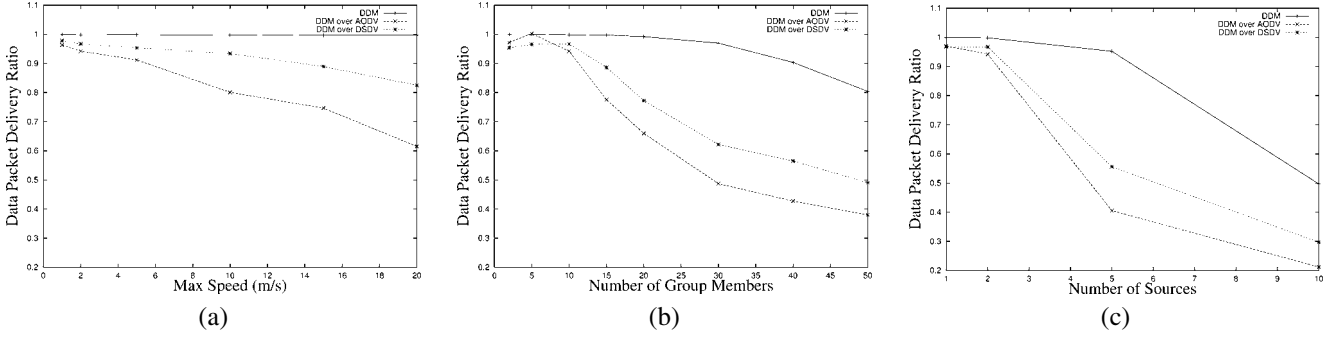 1.1
1
0.9
0.8
0.7
0.6
0.5
0.4
0.3
0.2
Data Packet Delivery Ratio
DDM
DDM over AODV
DDM over DSDV
0 2 4 6 8 10 12 14 16 18 20
Max Speed (m/s)
(a)
1.1
1
0.9
0.8
0.7
0.6
0.5
0.4
0.3
0.2
Data Packet Delivery Ratio
DDM
DDM over AODV
DDM over DSDV
0 5 10 15 20 25 30 35 40 45 50
Number of Group Members
(b)
1.1
1
0.9
0.8
0.7
0.6
0.5
0.4
0.3
0.2
Data Packet Delivery Ratio
DDM
DDM over AODV
DDM over DSDV
1 2 3 4 5 6 7 8 9 10
Number of Sources
(c)